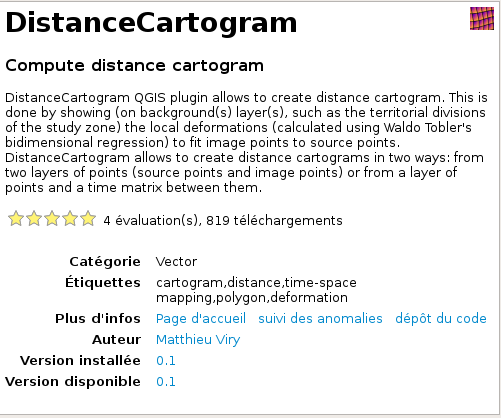 DistanceCartogram
Compute distance cartogram
DistanceCartogram QGIS plugin allows to create distance cartogram. This is
done by showing (on background(s) layer(s), such as the territorial divisions
of the study zone) the local deformations (calculated using Waldo Tobler's
bidimensional regression) to fit image points to source points.
DistanceCartogram allows to create distance cartograms in two ways: from
two layers of points (source points and image points) or from a layer of
points and a time matrix between them.
4 évaluation(s), 819 téléchargements
Catégorie Vector
Étiquettes cartogram,distance,time-space
mapping,polygon,deformation
Plus d'infos Page d'accueil suivi des anomalies dépôt du code
Auteur Matthieu Viry
Version installée 0.1
Version disponible 0.1